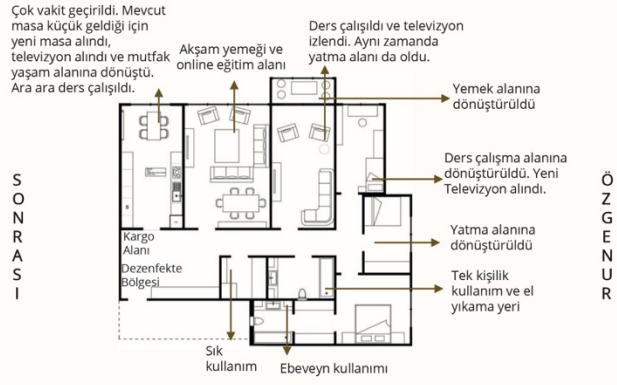 Çok vakit geçirildi. Mevcut
masa küçük geldiği için
yeni masa alındı,
televizyon alındı ve mutfak
yaşam alanına dönüştü.
Ara ara ders çalışıldı.
Akşam yemeği ve
online eğitim alanı
Ders çalışıldı ve televizyon
izlendi. Aynı zamanda
yatma alanı da oldu.
Yemek alanına
dönüştürüldü
Ders çalışma alanına
dönüştürüldü. Yeni
Televizyon alındı.
Yatma alanına
dönüştürüldü
Tek kişilik
kullanım ve el
yıkama yeri
Kargo
Alanı
Dezenfekte
Bölgesi
Sık
kullanım
Ebeveyn kullanımı
SONRASI
ÖZGENUR